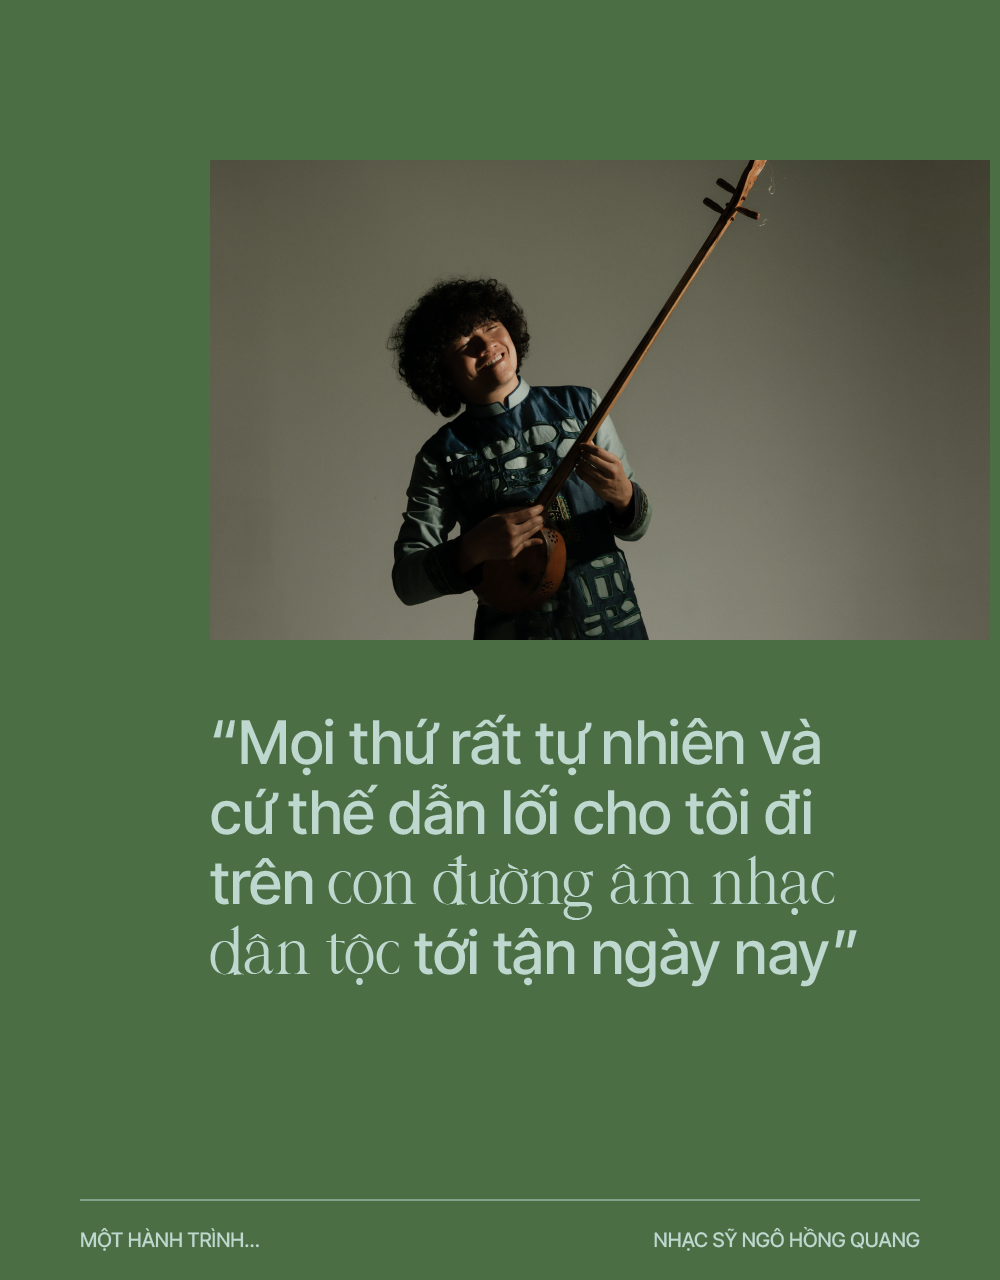 “Mọi thứ rất tự nhiên và
cứ thế dẫn lối cho tôi đi
trên con đường âm nhạc
dân tộc tới tận ngày nay”
MỘT HÀNH TRÌNH...
NHẠC SỸ NGÔ HỒNG QUANG